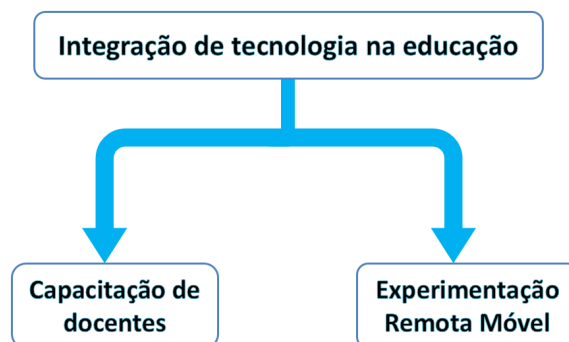 Integração de tecnologia na educação
Capacitação de
docentes
Experimentação
Remota Móvel